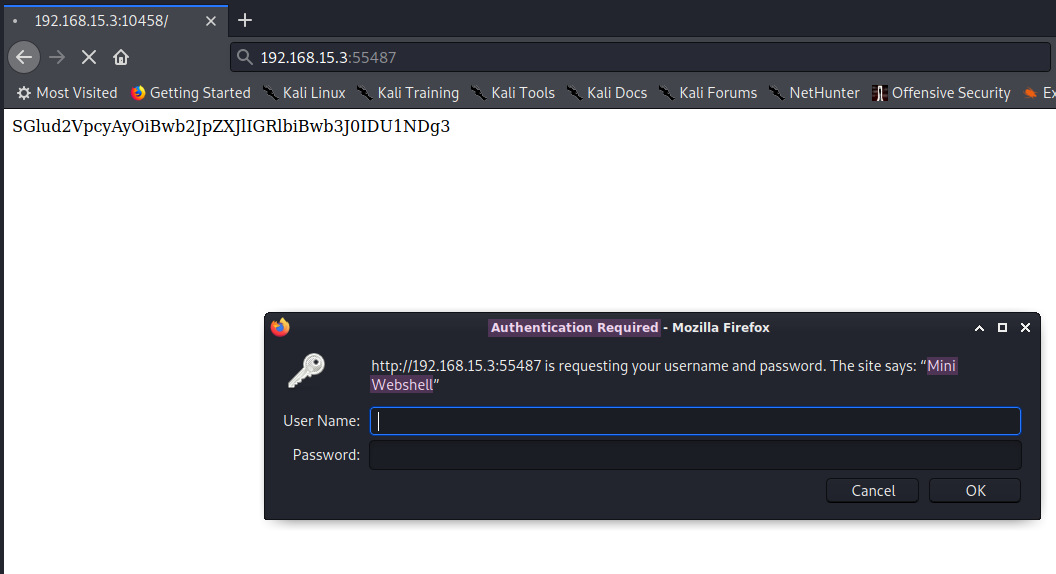 192.168.15.3:10458/
192.168.15.3:55487
Most Visited Getting Started Kali Linux Kali Training Kali Tools Kali Docs Kali Forums NetHunter Offensive Security Ex
SGlud2VpcyAyOiBwb2JpZXJlIGRlbiBwb3J0IDU1NDg3
Authentication Required - Mozilla Firefox
http://192.168.15.3:55487 is requesting your username and password. The site says: “Mini
Webshell”
User Name:
Password:
Cancel OK